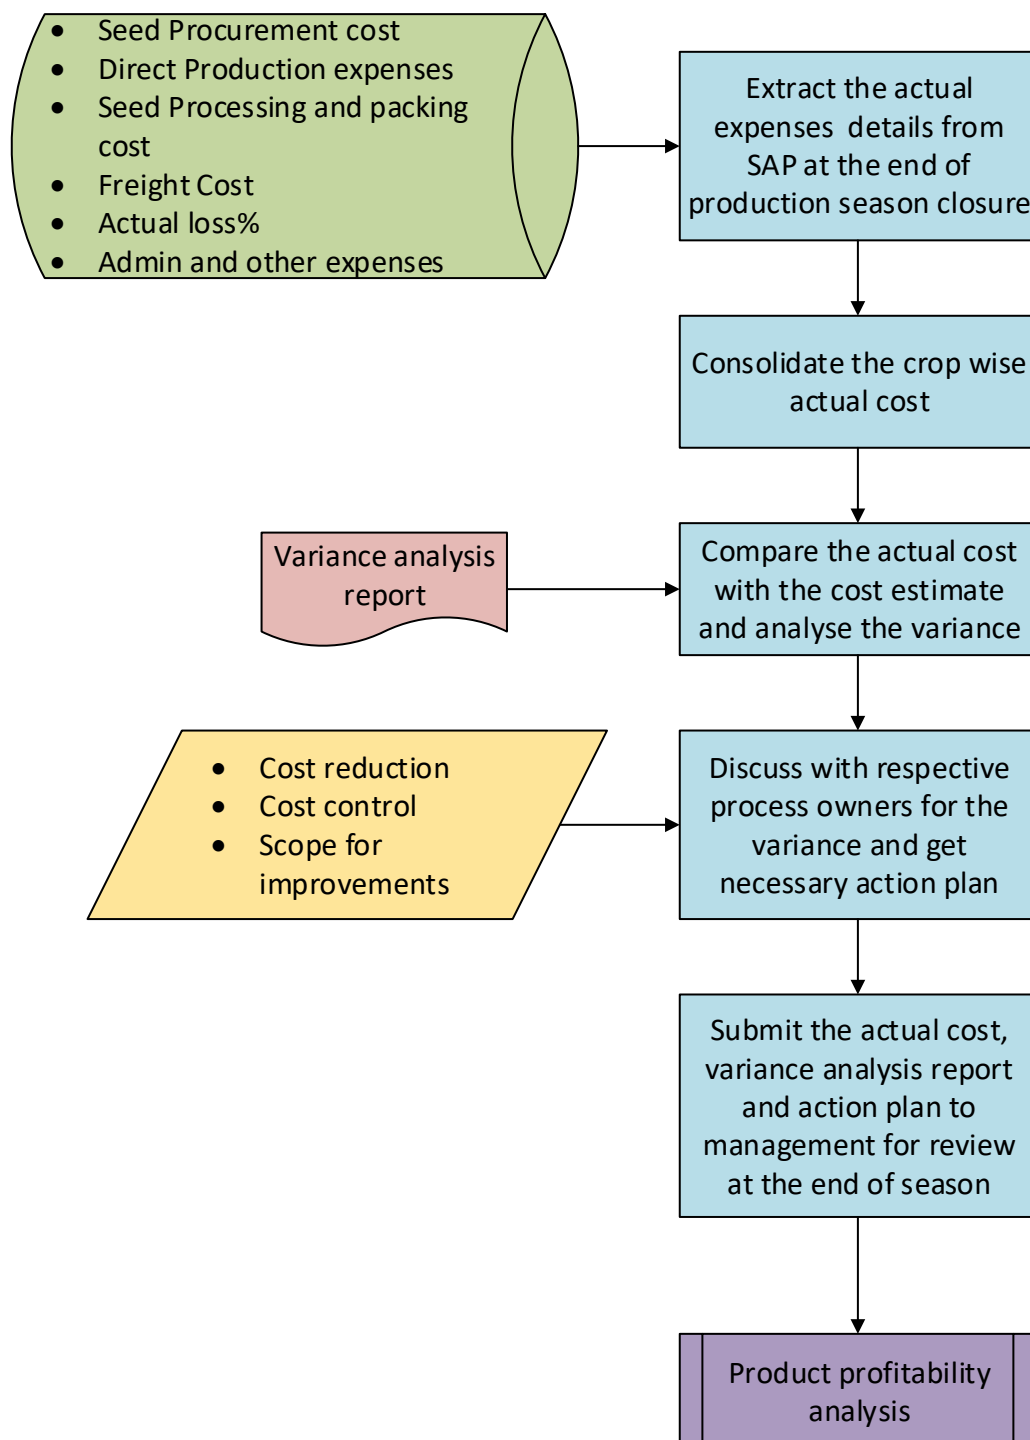 • Seed Procurement cost
• Direct Production expenses
• Seed Processing and packing
cost
• Freight Cost
• Actual loss%
• Admin and other expenses
Extract the actual
expenses details from
SAP at the end of
production season closure
Consolidate the crop wise
actual cost
Variance analysis
report
Compare the actual cost
with the cost estimate
and analyse the variance
• Cost reduction
• Cost control
• Scope for
improvements
Discuss with respective
process owners for the
variance and get
necessary action plan
Submit the actual cost,
variance analysis report
and action plan to
management for review
at the end of season
Product profitability
analysis